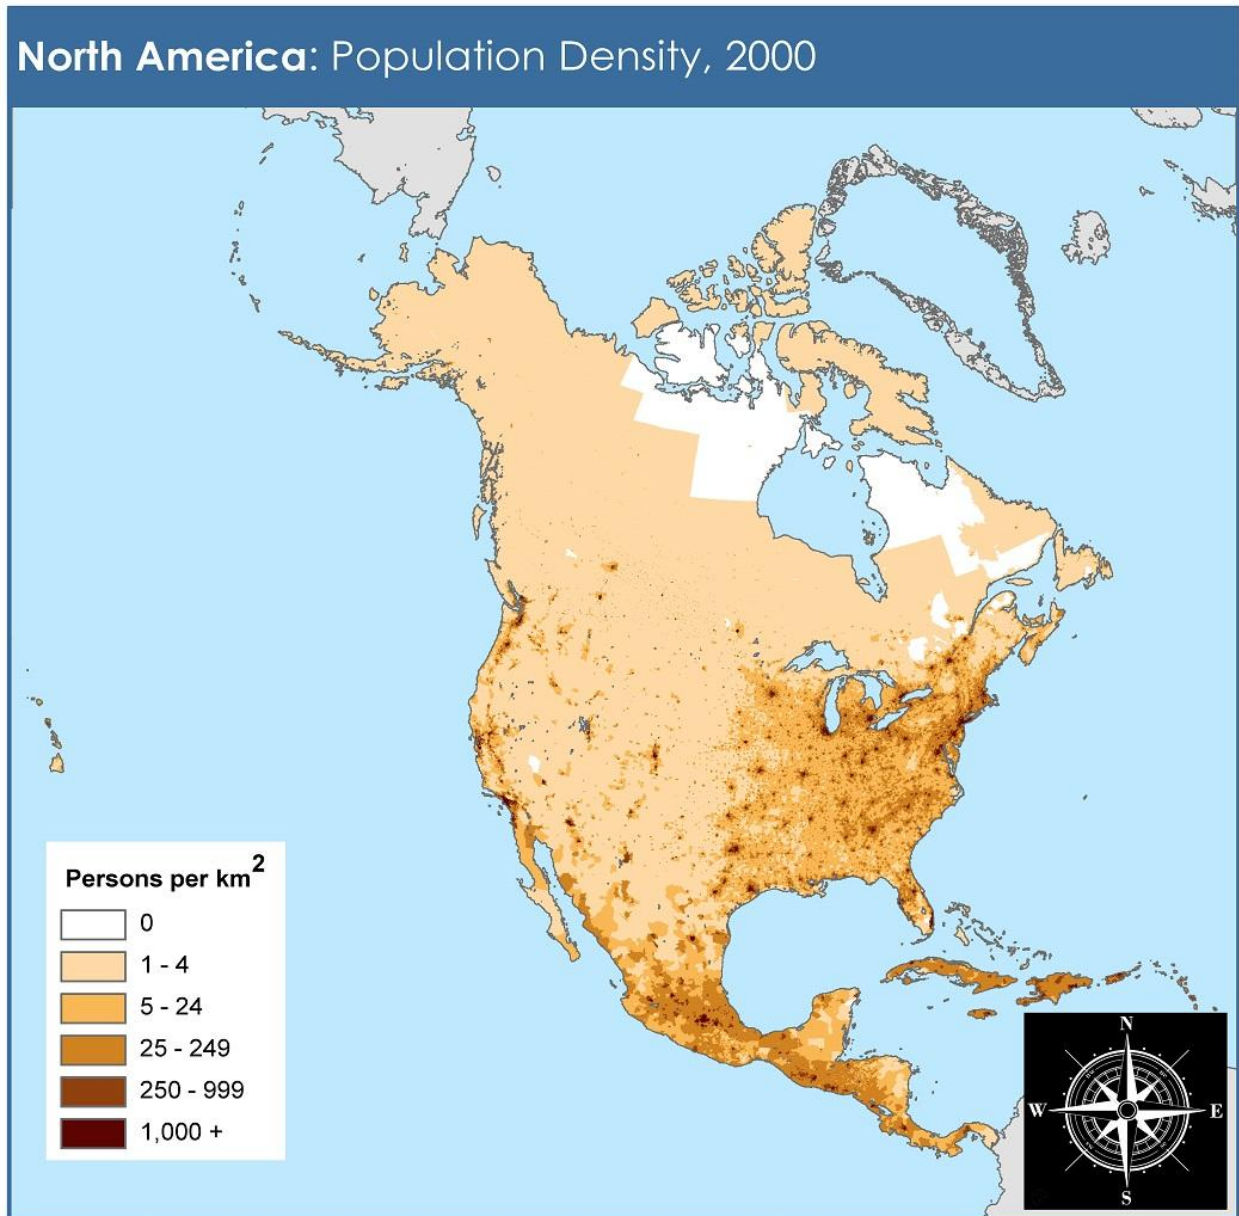 North America: Population Density, 2000
Persons per km²
0
1 - 4
5 - 24
25 - 249
250 - 999
1,000 +
N
W E
S